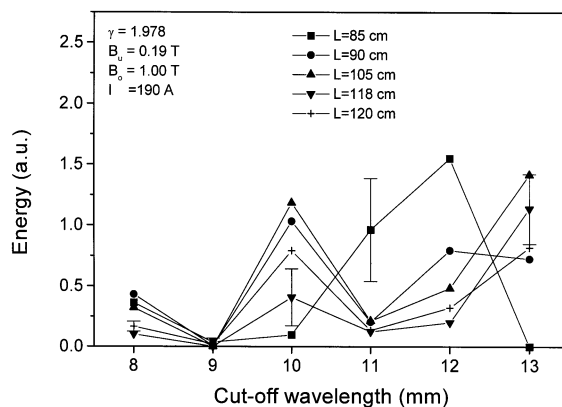 γ = 1.978
B_u = 0.19 T
B_o = 1.00 T
I =190 A
L=85 cm
L=90 cm
L=105 cm
L=118 cm
L=120 cm
Energy (a.u.)
2.5
2.0
1.5
1.0
0.5
0.0
8 9 10 11 12 13
Cut-off wavelength (mm)